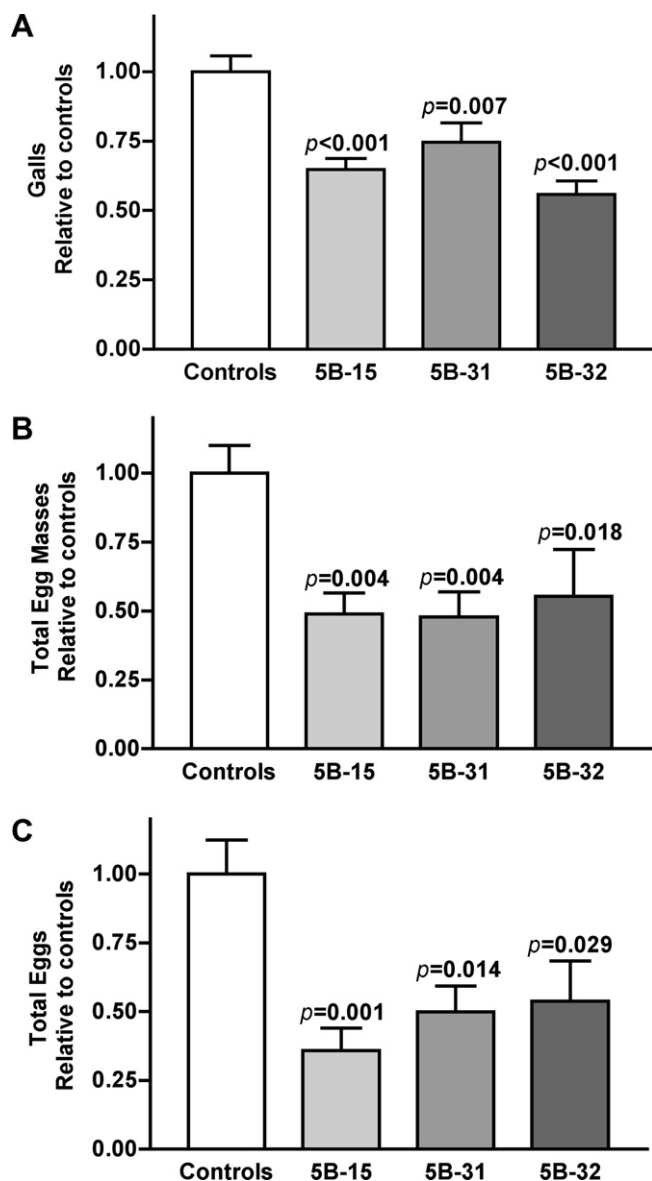 A
Galls
Relative to controls
1.00
0.75
0.50
0.25
0.00
p<0.001
p=0.007
p<0.001
Controls 5B-15 5B-31 5B-32
B
Total Egg Masses
Relative to controls
1.00
0.75
0.50
0.25
0.00
p=0.004
p=0.004
p=0.018
Controls 5B-15 5B-31 5B-32
C
Total Eggs
Relative to controls
1.00
0.75
0.50
0.25
0.00
p=0.001
p=0.014
p=0.029
Controls 5B-15 5B-31 5B-32